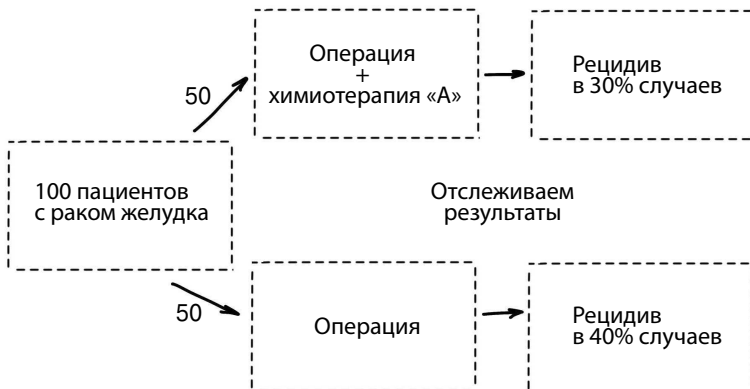 Операция
+
химиотерапия «А»
Рецидив
в 30% случаев
50
100 пациентов
с раком желудка
Отслеживаем
результаты
50
Операция
Рецидив
в 40% случаев